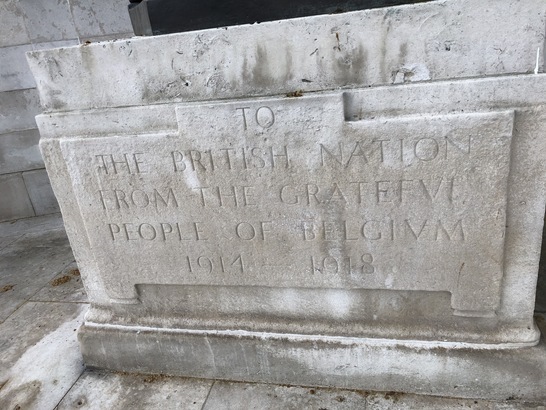 TO
THE BRITISH NATION
FROM THE GRATEFVL
PEOPLE OF BELGIVM
1914 — 1918